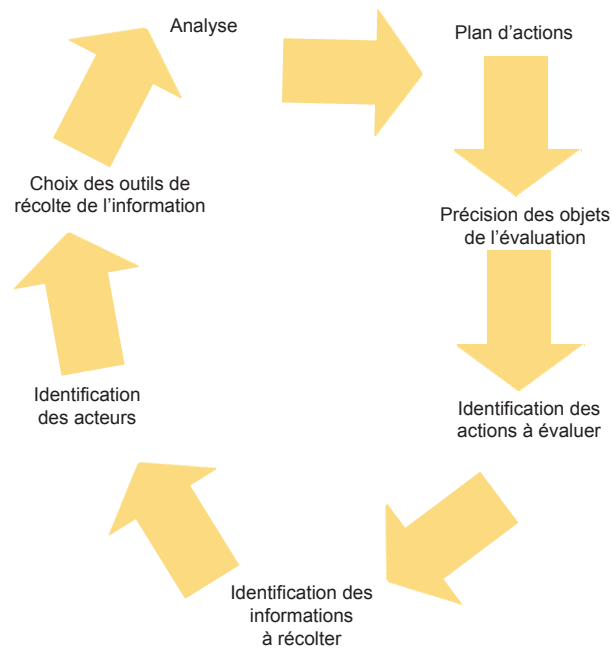 Analyse
Plan d’actions
Précision des objets
de l’évaluation
Identification des
actions à évaluer
Identification des
informations
à récolter
Identification
des acteurs
Choix des outils de
récolte de l’information